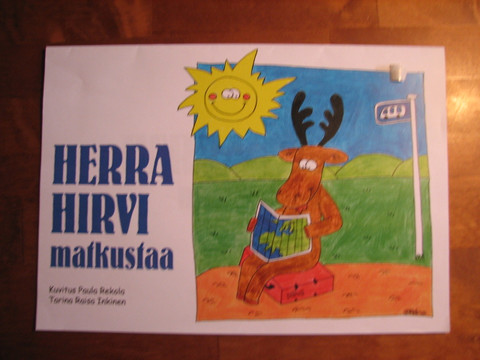 HERRA
HIRVI
matkustaa
Kuvitus Paula Rekola
Tarina Raisa Inkinen